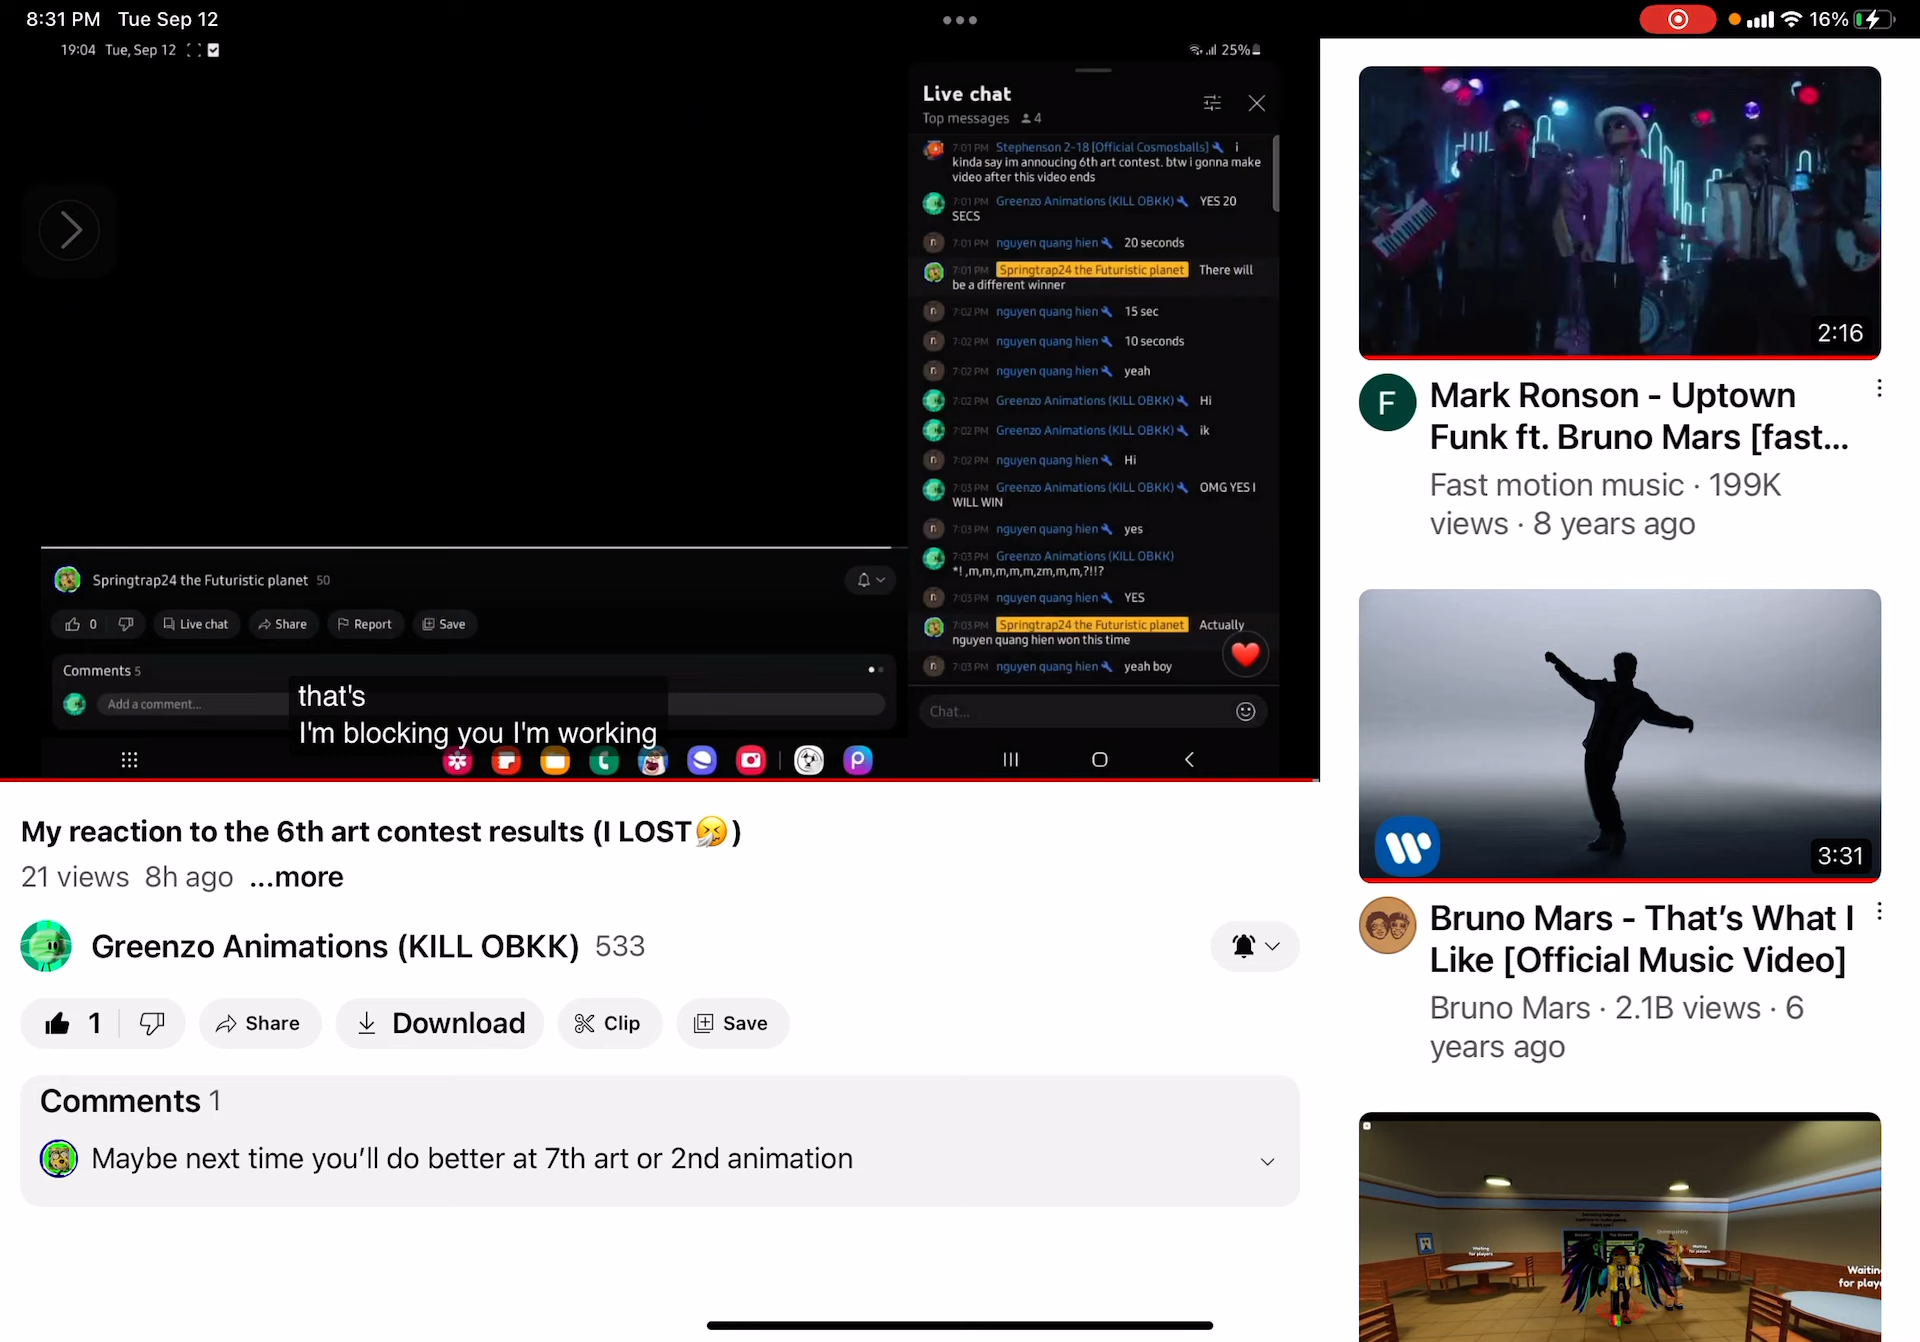 8:31 PM Tue Sep 12
16%
19:04 Tue, Sep 12
25%
Live chat
Top messages 4
7:01 PM Stephenson 2-18 [Official Cosmosballs] i
kinda say im annoucing 6th art contest. btw i gonna make
video after this video ends
7:01 PM Greenzo Animations (KILL OBKK) YES 20
SECS
7:01 PM nguyen quang hien 20 seconds
7:01 PM Springtrap24 the Futuristic planet There will
be a different winner
7:02 PM nguyen quang hien 15 sec
7:02 PM nguyen quang hien 10 seconds
7:02 PM nguyen quang hien yeah
7:02 PM Greenzo Animations (KILL OBKK) Hi
7:02 PM Greenzo Animations (KILL OBKK) ik
7:02 PM nguyen quang hien Hi
7:03 PM Greenzo Animations (KILL OBKK) OMG YES I
WILL WIN
7:03 PM nguyen quang hien yes
7:03 PM Greenzo Animations (KILL OBKK)
*!,m,m,m,m,zm,m,m,?!!?
7:03 PM nguyen quang hien YES
7:03 PM Springtrap24 the Futuristic planet Actually
nguyen quang hien won this time
7:03 PM nguyen quang hien yeah boy
Chat...
Springtrap24 the Futuristic planet 50
0 Live chat Share Report Save
Comments 5
Add a comment...
that's
I'm blocking you I'm working
My reaction to the 6th art contest results (I LOST🤧)
21 views 8h ago ...more
Greenzo Animations (KILL OBKK) 533
1 Share Download Clip Save
Comments 1
Maybe next time you'll do better at 7th art or 2nd animation
2:16
F
Mark Ronson - Uptown
Funk ft. Bruno Mars [fast...
Fast motion music · 199K
views · 8 years ago
3:31
Bruno Mars - That's What I
Like [Official Music Video]
Bruno Mars · 2.1B views · 6
years ago
Waiting
for players
Waiting
for players
Waitin
for playe